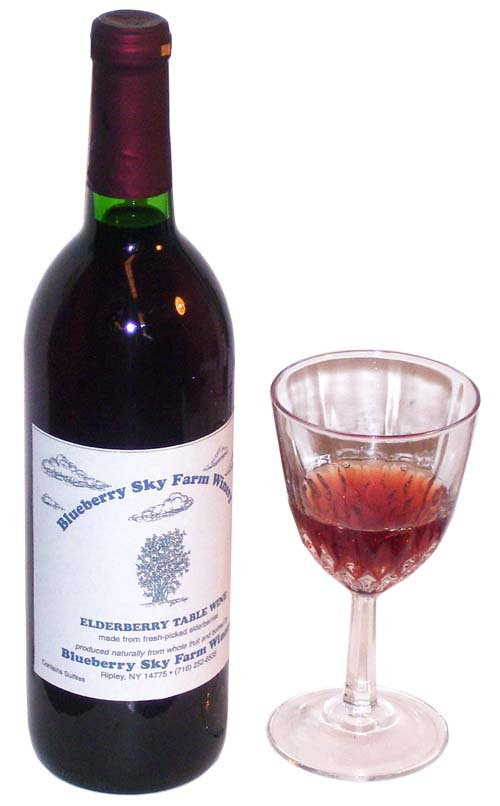 Blueberry Sky Farm Winery
ELDERBERRY TABLE WINE
made from fresh-picked elderberries
produced naturally from whole fruit and bottled
Blueberry Sky Farm Winery
Ripley, NY 14775 • (716) 252-6535
Contains Sulfites